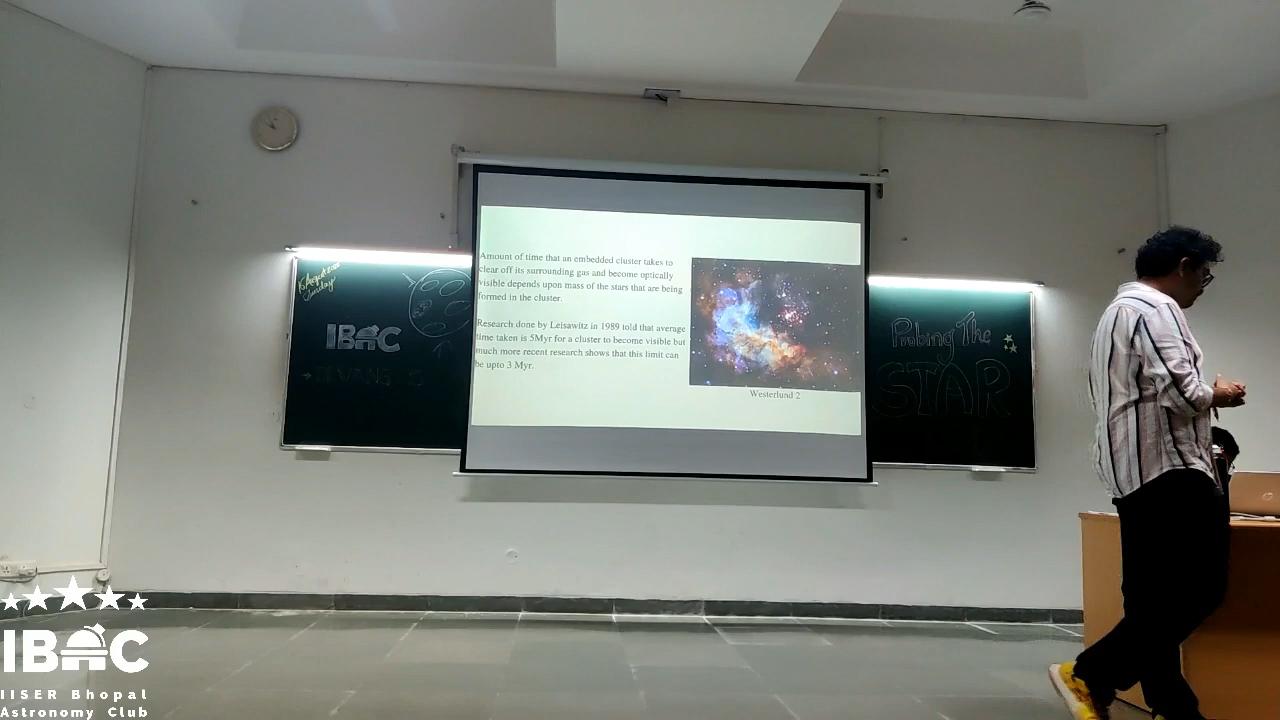 IBAC
Amount of time that an embedded cluster takes to
clear off its surrounding gas and become optically
visible depends upon mass of the stars that are being
formed in the cluster.
Research done by Leisawitz in 1989 told that average
time taken is 5Myr for a cluster to become visible but
much more recent research shows that this limit can
be upto 3 Myr.
Westerlund 2
Probing The
STAR
IBAC
IISER Bhopal
Astronomy Club